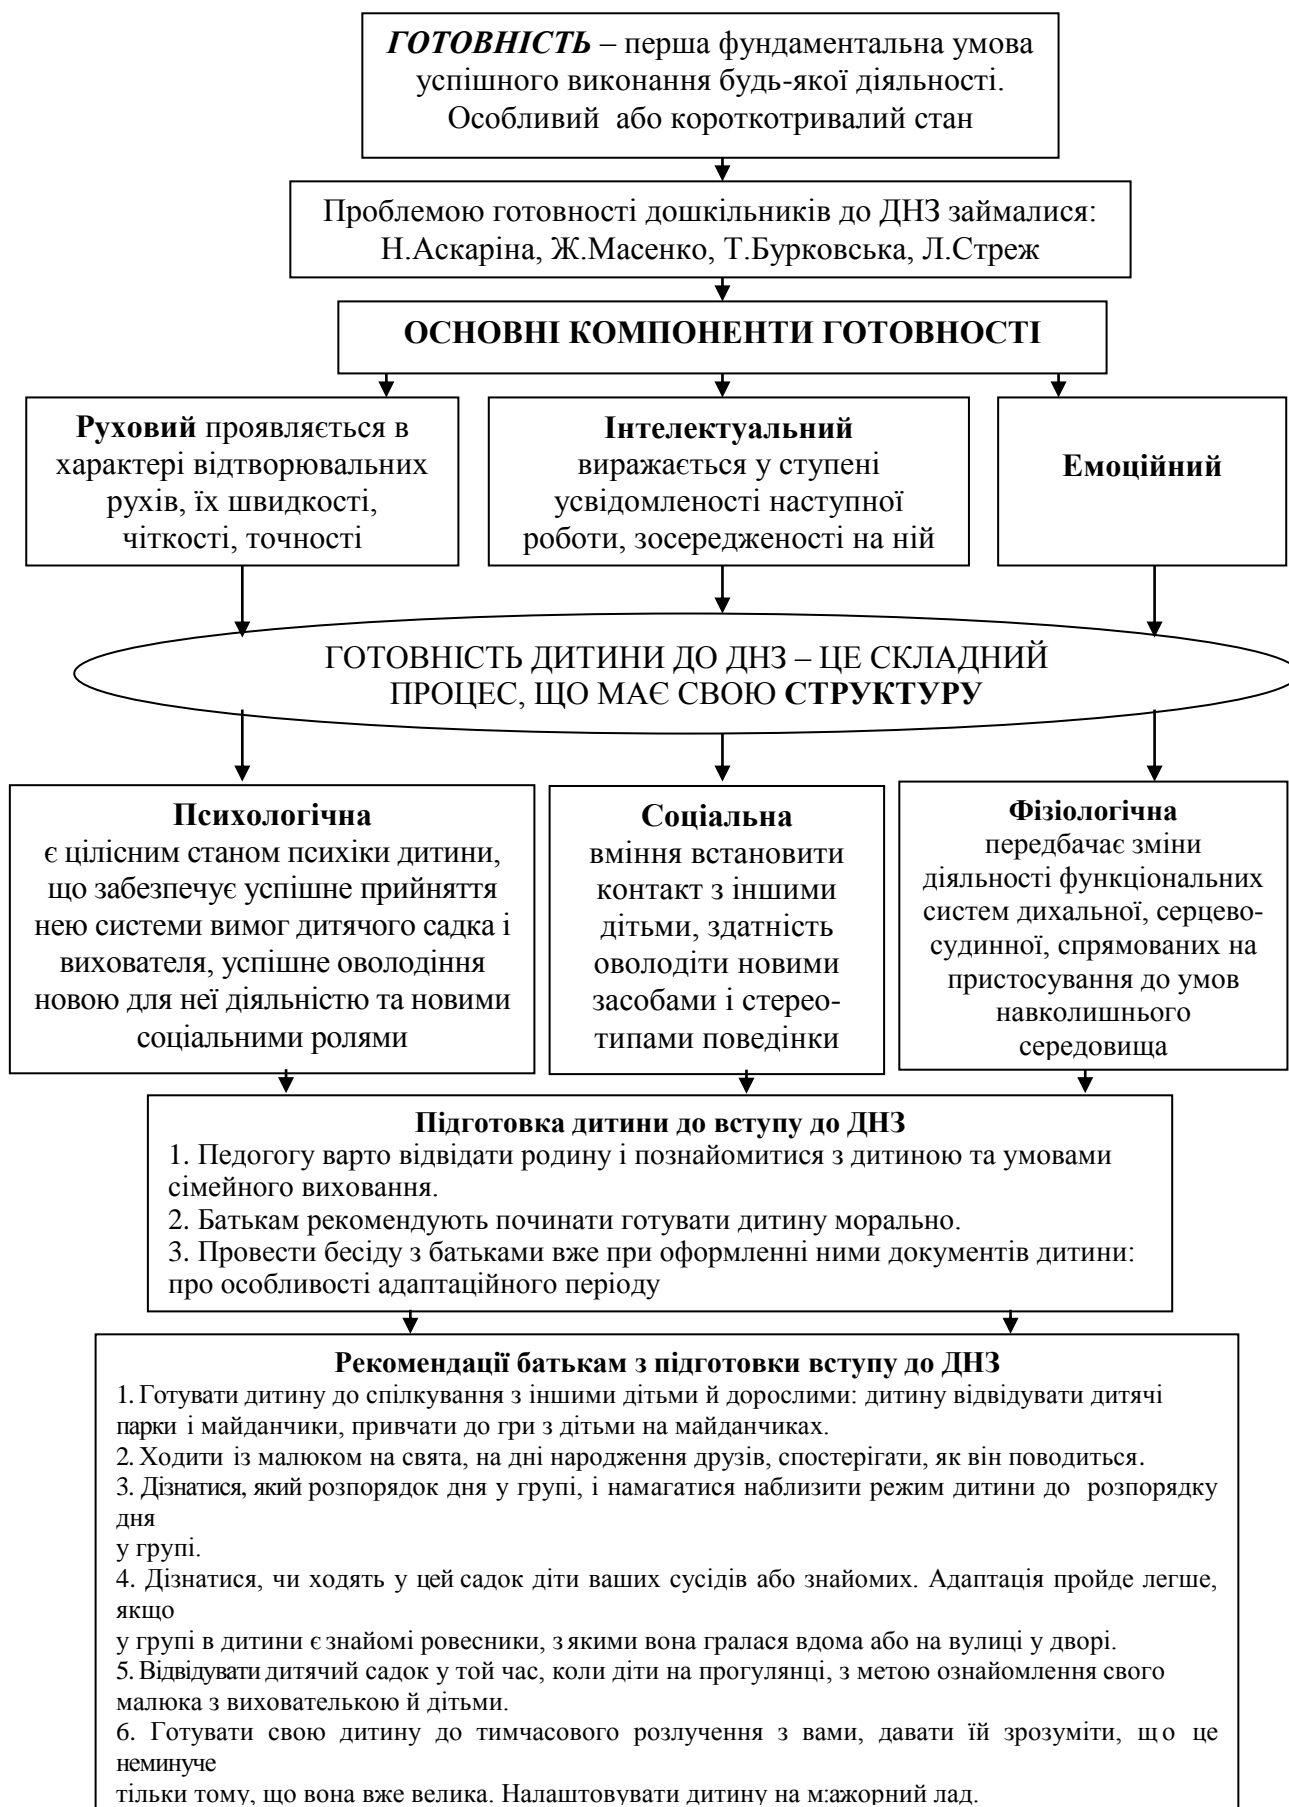 ГОТОВНІСТЬ – перша фундаментальна умова
успішного виконання будь-якої діяльності.
Особливий або короткотривалий стан
Проблемою готовності дошкільників до ДНЗ займалися:
Н.Аскаріна, Ж.Масенко, Т.Бурковська, Л.Стреж
ОСНОВНІ КОМПОНЕНТИ ГОТОВНОСТІ
Руховий проявляється в
характері відтворювальних
рухів, їх швидкості,
чіткості, точності
Інтелектуальний
виражається у ступені
усвідомленості наступної
роботи, зосередженості на ній
Емоційний
ГОТОВНІСТЬ ДИТИНИ ДО ДНЗ – ЦЕ СКЛАДНИЙ
ПРОЦЕС, ЩО МАЄ СВОЮ СТРУКТУРУ
Психологічна
є цілісним станом психіки дитини,
що забезпечує успішне прийняття
нею системи вимог дитячого садка і
вихователя, успішне оволодіння
новою для неї діяльністю та новими
соціальними ролями
Соціальна
вміння встановити
контакт з іншими
дітьми, здатність
оволодіти новими
засобами і стерео-
типами поведінки
Фізіологічна
передбачає зміни
діяльності функціональних
систем дихальної, серцево-
судинної, спрямованих на
пристосування до умов
навколишнього
середовища
Підготовка дитини до вступу до ДНЗ
1. Педогогу варто відвідати родину і познайомитися з дитиною та умовами
сімейного виховання.
2. Батькам рекомендують починати готувати дитину морально.
3. Провести бесіду з батьками вже при оформленні ними документів дитини:
про особливості адаптаційного періоду
Рекомендації батькам з підготовки вступу до ДНЗ
1. Готувати дитину до спілкування з іншими дітьми й дорослими: дитину відвідувати дитячі
парки і майданчики, привчати до гри з дітьми на майданчиках.
2. Ходити із малюком на свята, на дні народження друзів, спостерігати, як він поводиться.
3. Дізнатися, який розпорядок дня у групі, і намагатися наблизити режим дитини до розпорядку
дня
у групі.
4. Дізнатися, чи ходять у цей садок діти ваших сусідів або знайомих. Адаптація пройде легше,
якщо
у групі в дитини є знайомі ровесники, з якими вона гралася вдома або на вулиці у дворі.
5. Відвідувати дитячий садок у той час, коли діти на прогулянці, з метою ознайомлення свого
малюка з вихователькою й дітьми.
6. Готувати свою дитину до тимчасового розлучення з вами, давати їй зрозуміти, що це
неминуче
тільки тому, що вона вже велика. Налаштовувати дитину на м:ажорний лад.